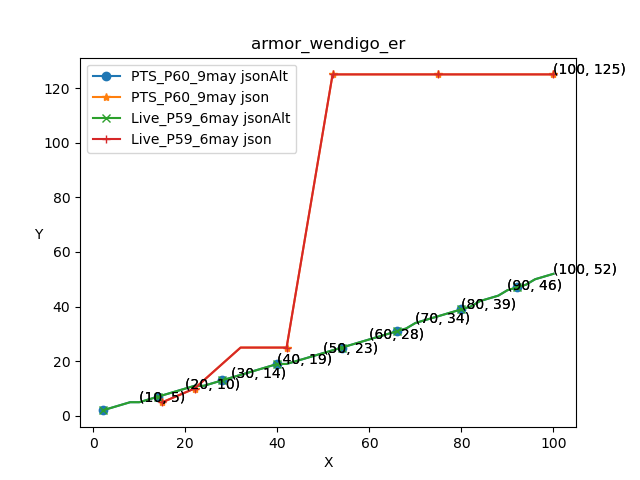 armor_wendigo_er
PTS_P60_9may jsonAlt
PTS_P60_9may json
Live_P59_6may jsonAlt
Live_P59_6may json
(100, 125)
(100, 52)
(90, 46)
(80, 39)
(70, 34)
(60, 28)
(50, 23)
(40, 19)
(30, 14)
(20, 10)
(10, 5)
Y
120
100
80
60
40
20
0
0 20 40 60 80 100
X